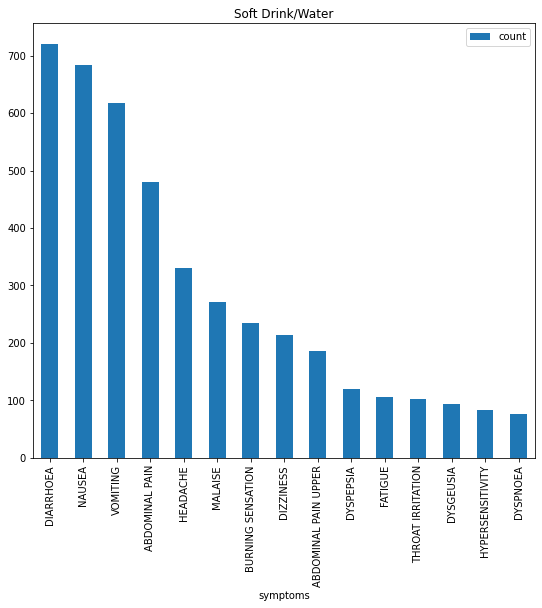 Soft Drink/Water
count
700
600
500
400
300
200
100
0
DIARRHOEA
NAUSEA
VOMITING
ABDOMINAL PAIN
HEADACHE
MALAISE
BURNING SENSATION
DIZZINESS
ABDOMINAL PAIN UPPER
DYSPEPSIA
FATIGUE
THROAT IRRITATION
DYSGEUSIA
HYPERSENSITIVITY
DYSPNOEA
symptoms